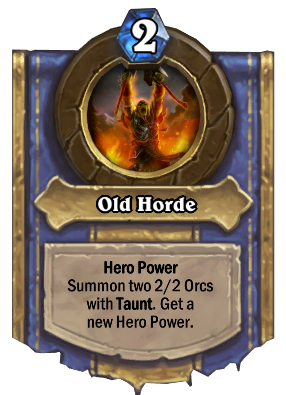 2
Old Horde
Hero Power
Summon two 2/2 Orcs
with Taunt. Get a
new Hero Power.